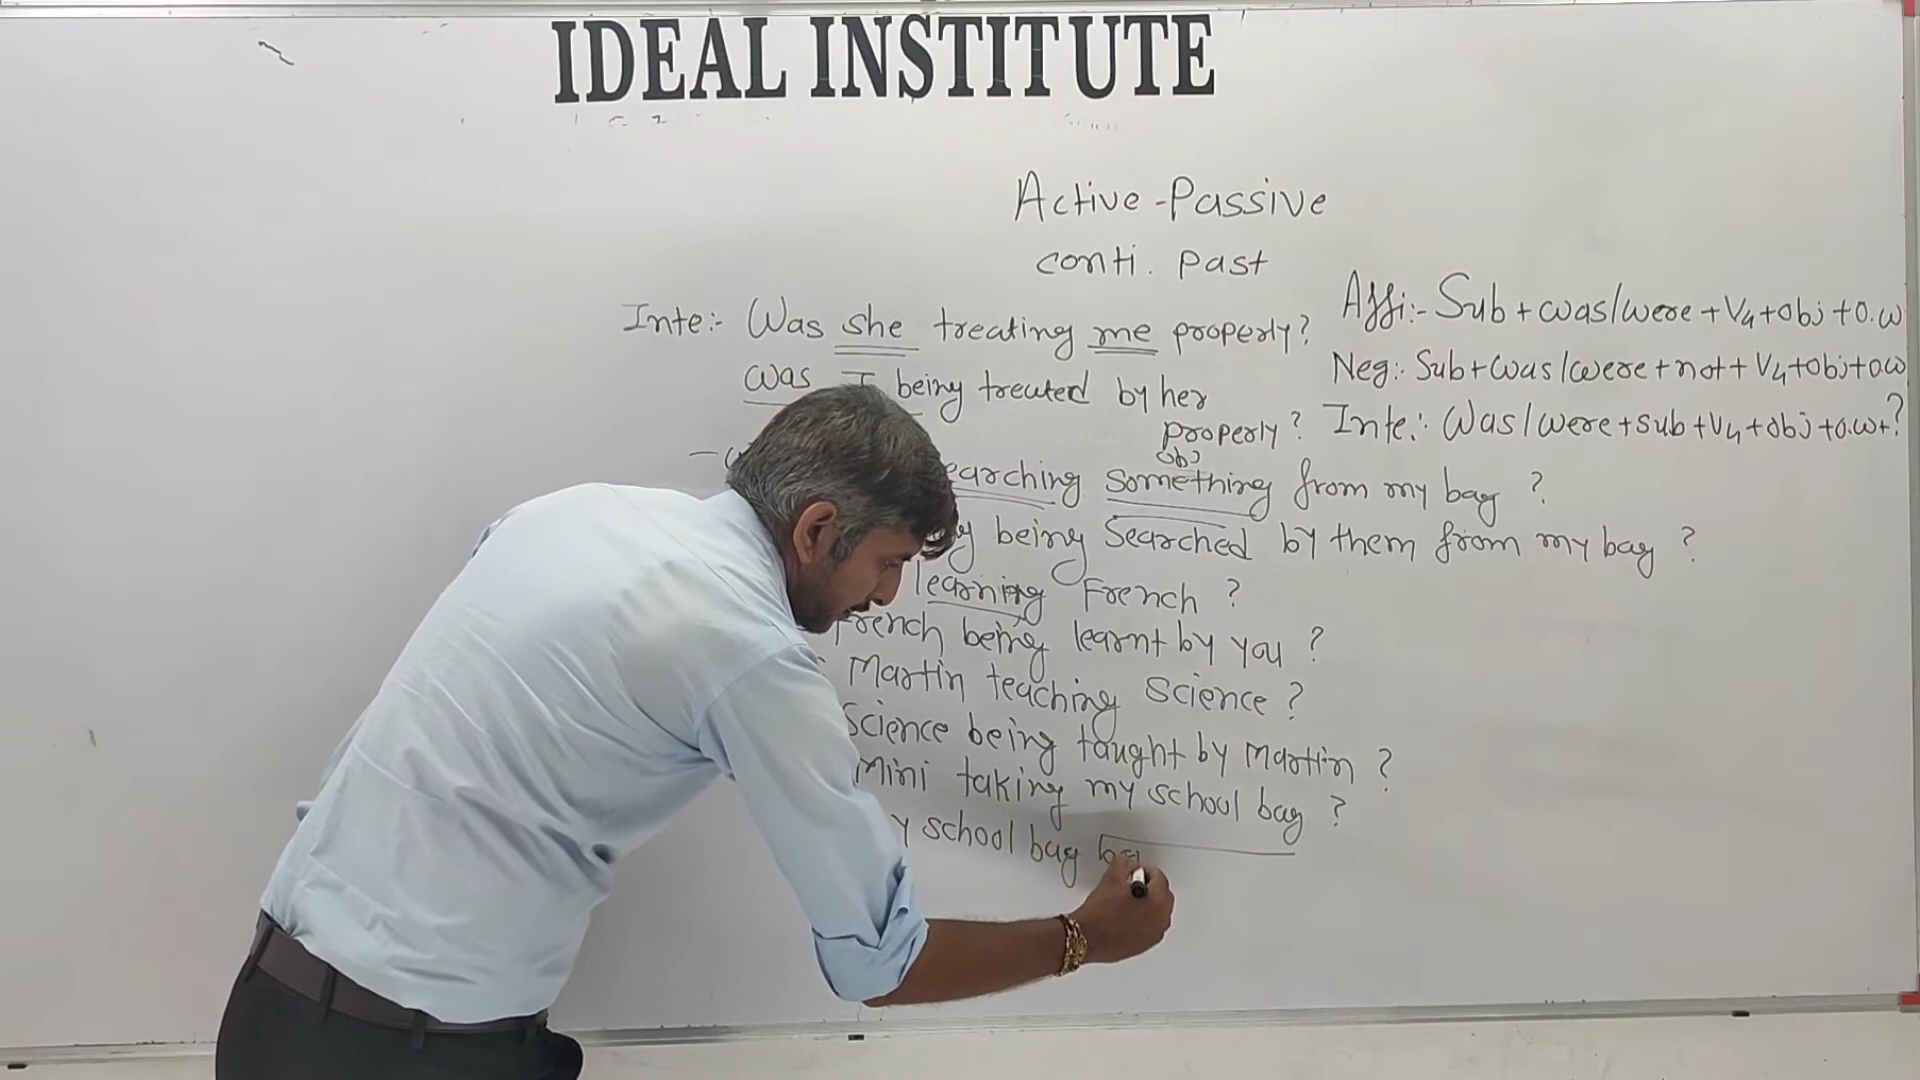 IDEAL INSTITUTE
Active-Passive
conti. Past
Inte:- Was she treating me properly?
Was I being treated by her
properly?
obj
Affi:- Sub + was/were + V4 + obj + o.w
Neg:- Sub + was/were + not + V4 + obj + o.w
Inte:- Was/were + sub + V4 + obj + o.w + ?
earching something from my bag ?
being searched by them from my bag ?
learning French ?
French being learnt by you ?
Martin teaching science ?
Science being taught by Martin ?
Mini taking my school bag ?
y school bag be